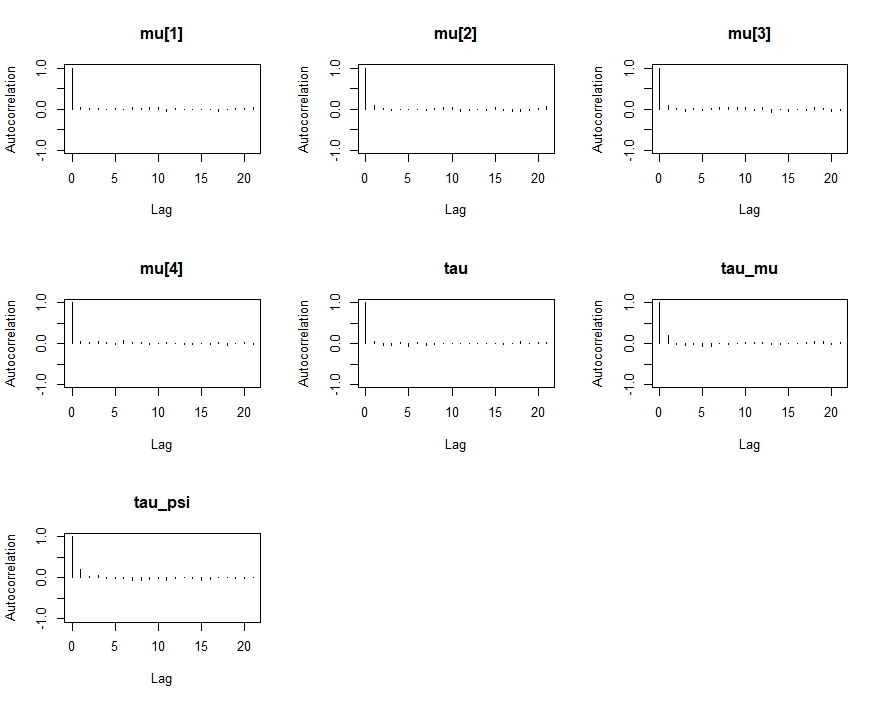 mu[1] mu[2] mu[3]
Autocorrelation Autocorrelation Autocorrelation
1.0 1.0 1.0
0.0 0.0 0.0
-1.0 -1.0 -1.0
0 5 10 15 20 0 5 10 15 20 0 5 10 15 20
Lag Lag Lag
mu[4] tau tau_mu
Autocorrelation Autocorrelation Autocorrelation
1.0 1.0 1.0
0.0 0.0 0.0
-1.0 -1.0 -1.0
0 5 10 15 20 0 5 10 15 20 0 5 10 15 20
Lag Lag Lag
tau_psi
Autocorrelation
1.0
0.0
-1.0
0 5 10 15 20
Lag